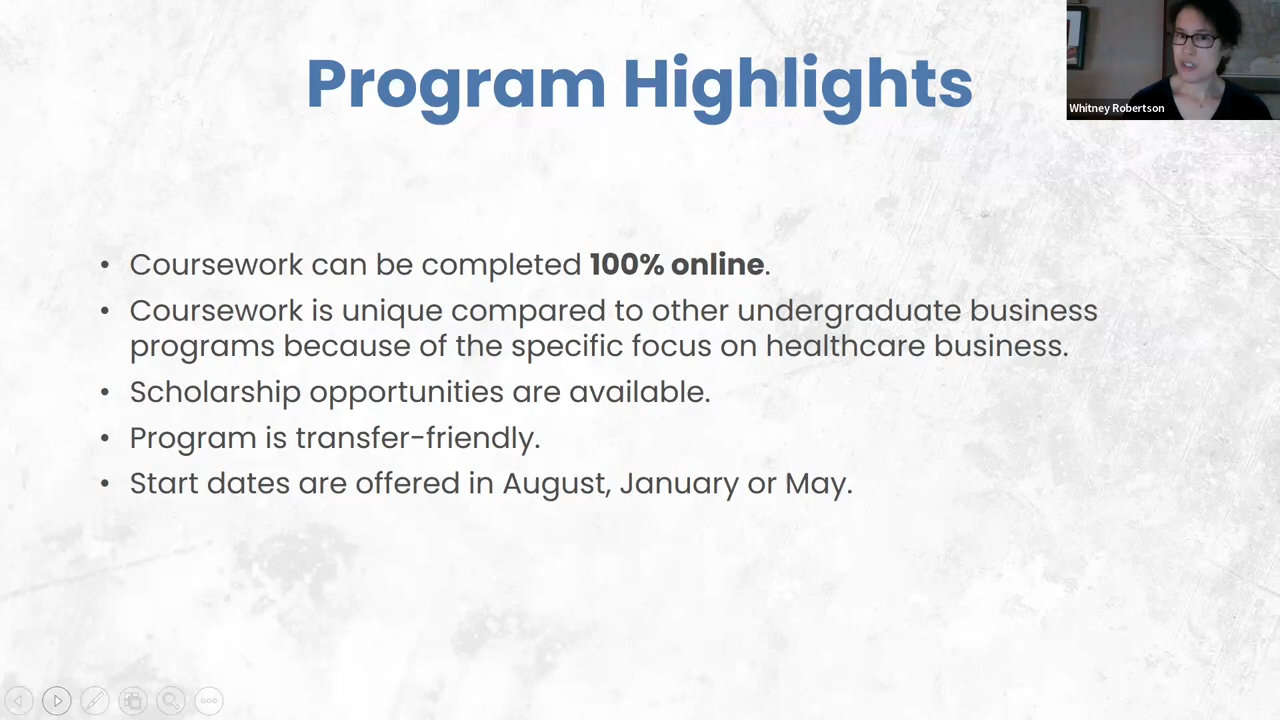 Program Highlights
Whitney Robertson
• Coursework can be completed 100% online.
• Coursework is unique compared to other undergraduate business
programs because of the specific focus on healthcare business.
• Scholarship opportunities are available.
• Program is transfer-friendly.
• Start dates are offered in August, January or May.